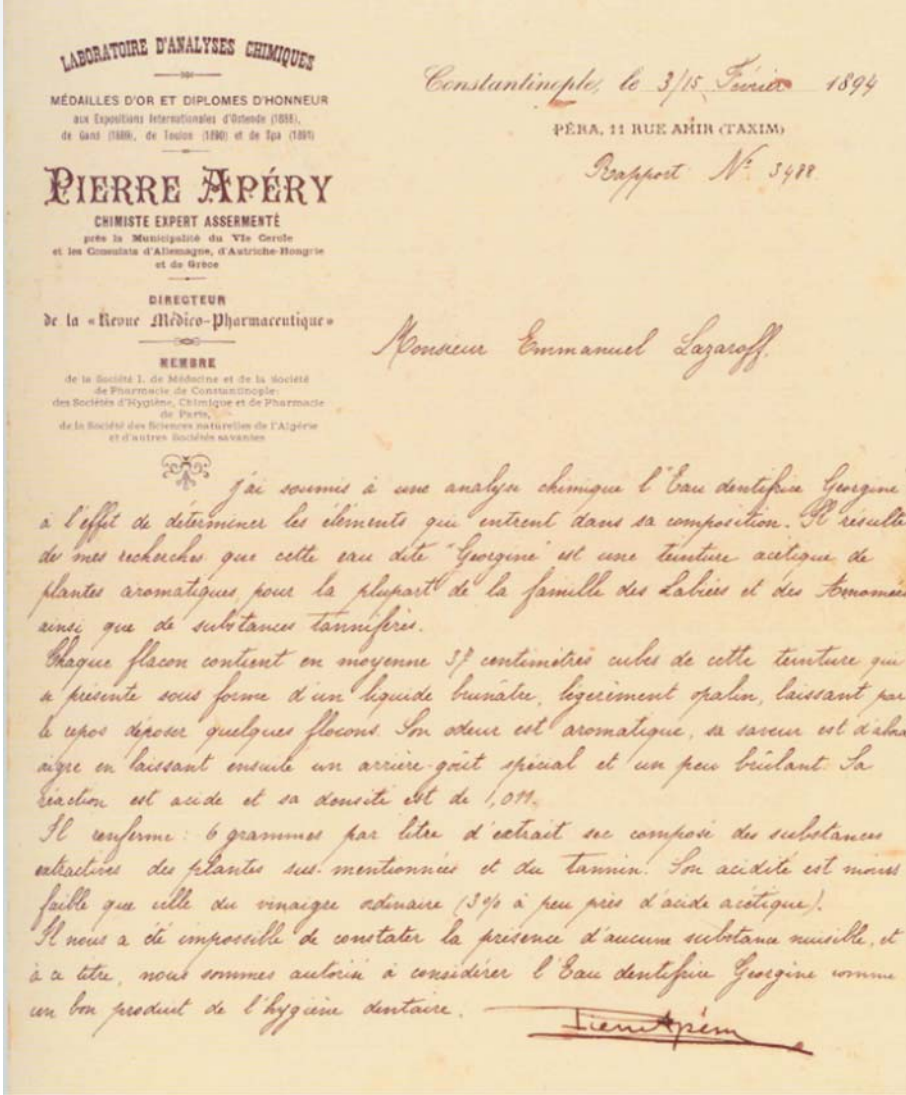 LABORATOIRE D'ANALYSES CHIMIQUES
MÉDAILLES D'OR ET DIPLOMES D'HONNEUR
aux Expositions Internationales d'Ostende (1888),
de Gand (1889), de Toulon (1890) et de Spa (1891)
PIERRE APÉRY
CHIMISTE EXPERT ASSERMENTÉ
près la Municipalité du VIe Cercle
et les Consulats d'Allemagne, d'Autriche-Hongrie
et de Grèce
DIRECTEUR
de la «Revue Médico-Pharmaceutique»
MEMBRE
de la Société I. de Médecine et de la Société
de Pharmacie de Constantinople:
des Sociétés d'Hygiène, Chimique et de Pharmacie
de Paris,
de la Société des Sciences naturelles de l'Algérie
et d'autres Sociétés savantes
Constantinople, le 3/15 Février 1894
PÉRA, 11 RUE AMIR (TAXIM)
Rapport No 3488
Monsieur Emmanuel Lazaroff.
j'ai soumis à une analyse chimique l'Eau dentifrice Georgine
à l'effet de déterminer les éléments qui entrent dans sa composition. Il résulte
de mes recherches que cette eau dite "Georgine" est une teinture acétique de
plantes aromatiques pour la plupart de la famille des Labiées et des Amomées
ainsi que de substances tannifères.
Chaque flacon contient en moyenne 37 centimètres cubes de cette teinture qui
se présente sous forme d'un liquide brunâtre, légèrement opalin, laissant par
le repos déposer quelques flocons. Son odeur est aromatique, sa saveur est d'abo
aigre en laissant ensuite un arrière-goût spécial et un peu brûlant. Sa
réaction est acide et sa densité est de 1,011.
Il renferme: 6 grammes par litre d'extrait sec composé des substances
extractives des plantes sus-mentionnées et du tannin. Son acidité est moins
faible que celle du vinaigre ordinaire (3% à peu près d'acide acétique).
Il nous a été impossible de constater la présence d'aucune substance nuisible, et
à ce titre, nous sommes autorisé à considérer l'Eau dentifrice Georgine comme
un bon produit de l'hygiène dentaire.
Pierre Apéry